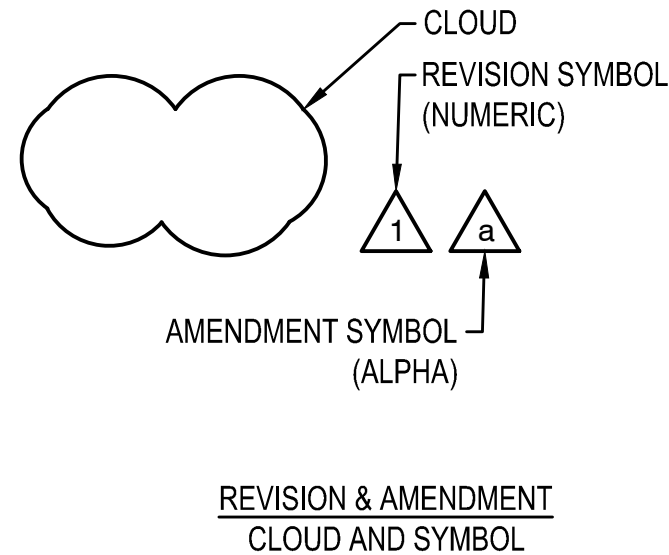 CLOUD
REVISION SYMBOL
(NUMERIC)
1
a
AMENDMENT SYMBOL
(ALPHA)
REVISION & AMENDMENT
CLOUD AND SYMBOL